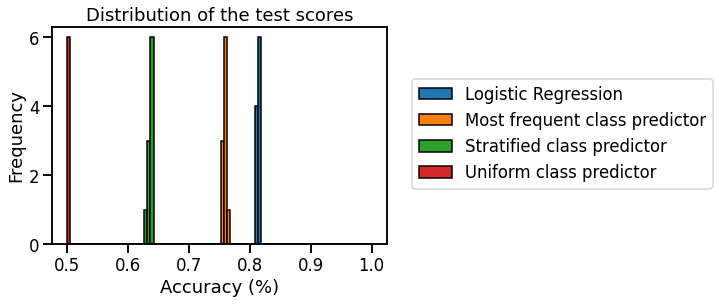 Distribution of the test scores
Frequency
6
4
2
0
0.5 0.6 0.7 0.8 0.9 1.0
Accuracy (%)
Logistic Regression
Most frequent class predictor
Stratified class predictor
Uniform class predictor